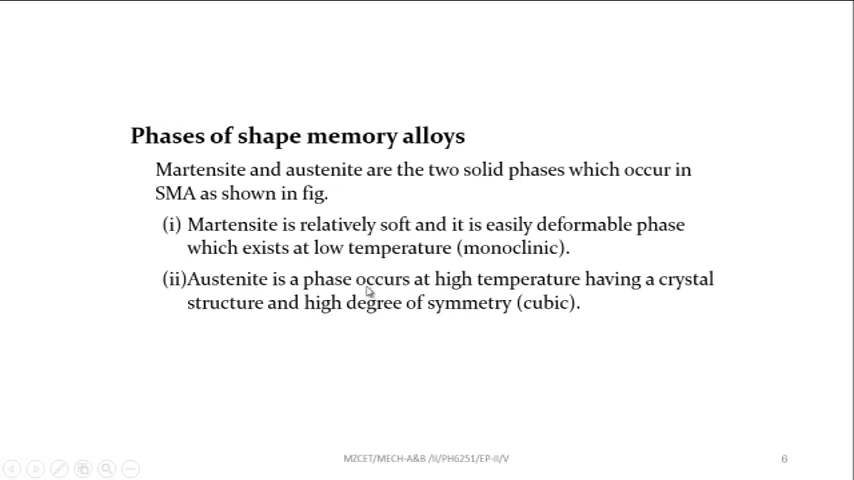 Phases of shape memory alloys
Martensite and austenite are the two solid phases which occur in
SMA as shown in fig.
(i) Martensite is relatively soft and it is easily deformable phase
which exists at low temperature (monoclinic).
(ii)Austenite is a phase occurs at high temperature having a crystal
structure and high degree of symmetry (cubic).
MZCET/MECH-A&B /II/PH6251/EP-II/V
6